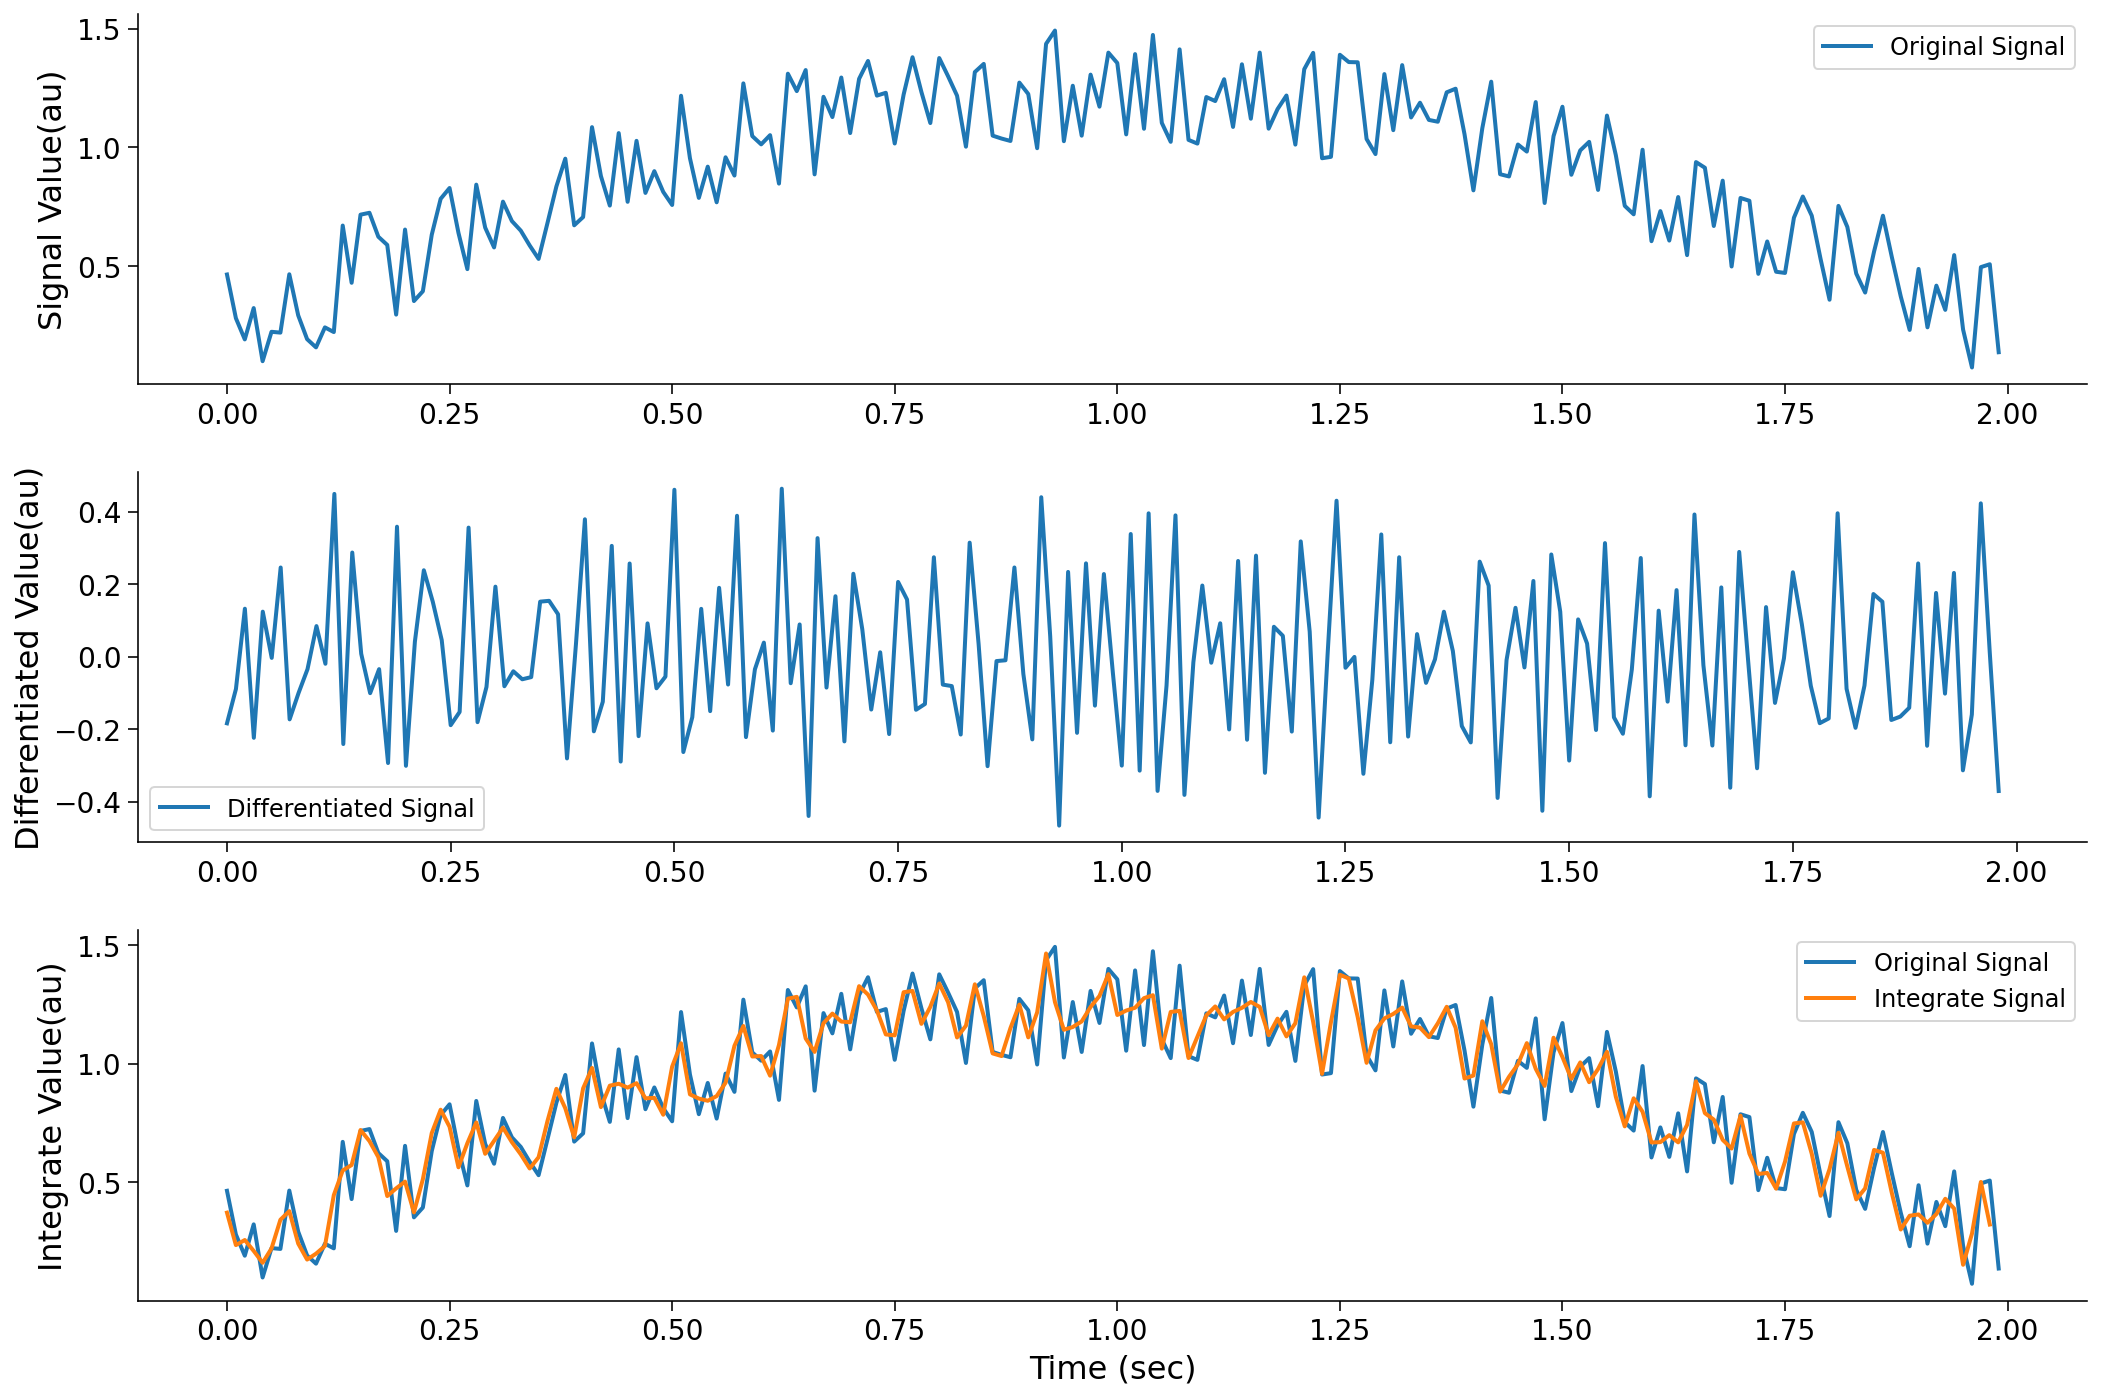 Signal Value(au)
1.5
1.0
0.5
Original Signal
0.00 0.25 0.50 0.75 1.00 1.25 1.50 1.75 2.00
Differentiated Value(au)
0.4
0.2
0.0
−0.2
−0.4
Differentiated Signal
0.00 0.25 0.50 0.75 1.00 1.25 1.50 1.75 2.00
Integrate Value(au)
1.5
1.0
0.5
Original Signal
Integrate Signal
0.00 0.25 0.50 0.75 1.00 1.25 1.50 1.75 2.00
Time (sec)